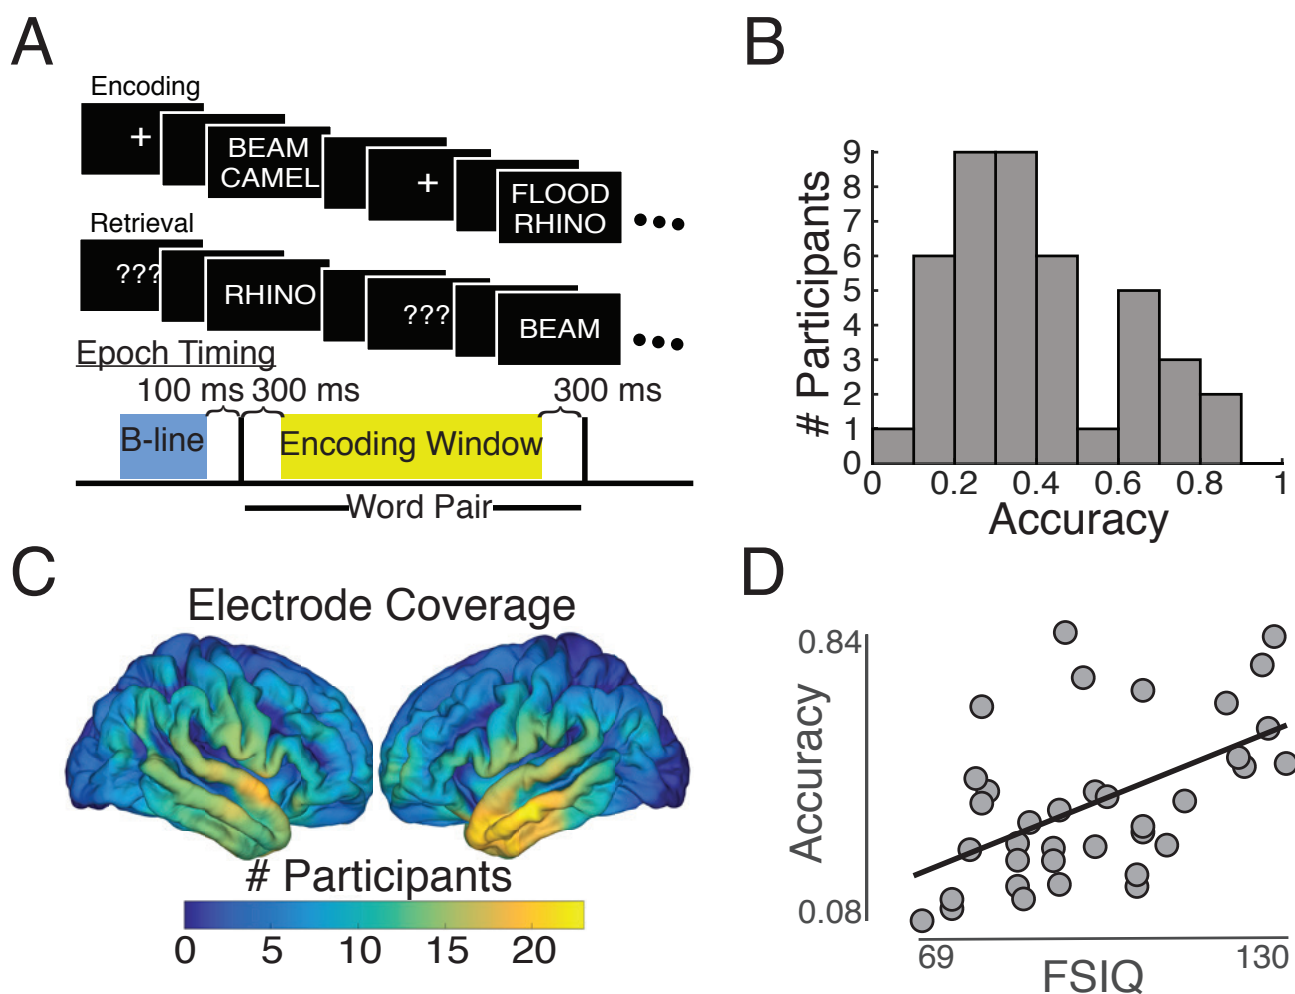 A
Encoding
+
BEAM
CAMEL
+
FLOOD
RHINO
Retrieval
???
RHINO
???
BEAM
Epoch Timing
100 ms 300 ms 300 ms
B-line
Encoding Window
Word Pair
B
# Participants
9
8
7
6
5
4
3
2
1
0
0 0.2 0.4 0.6 0.8 1
Accuracy
C
Electrode Coverage
# Participants
0 5 10 15 20
D
Accuracy
0.84
0.08
69 130
FSIQ